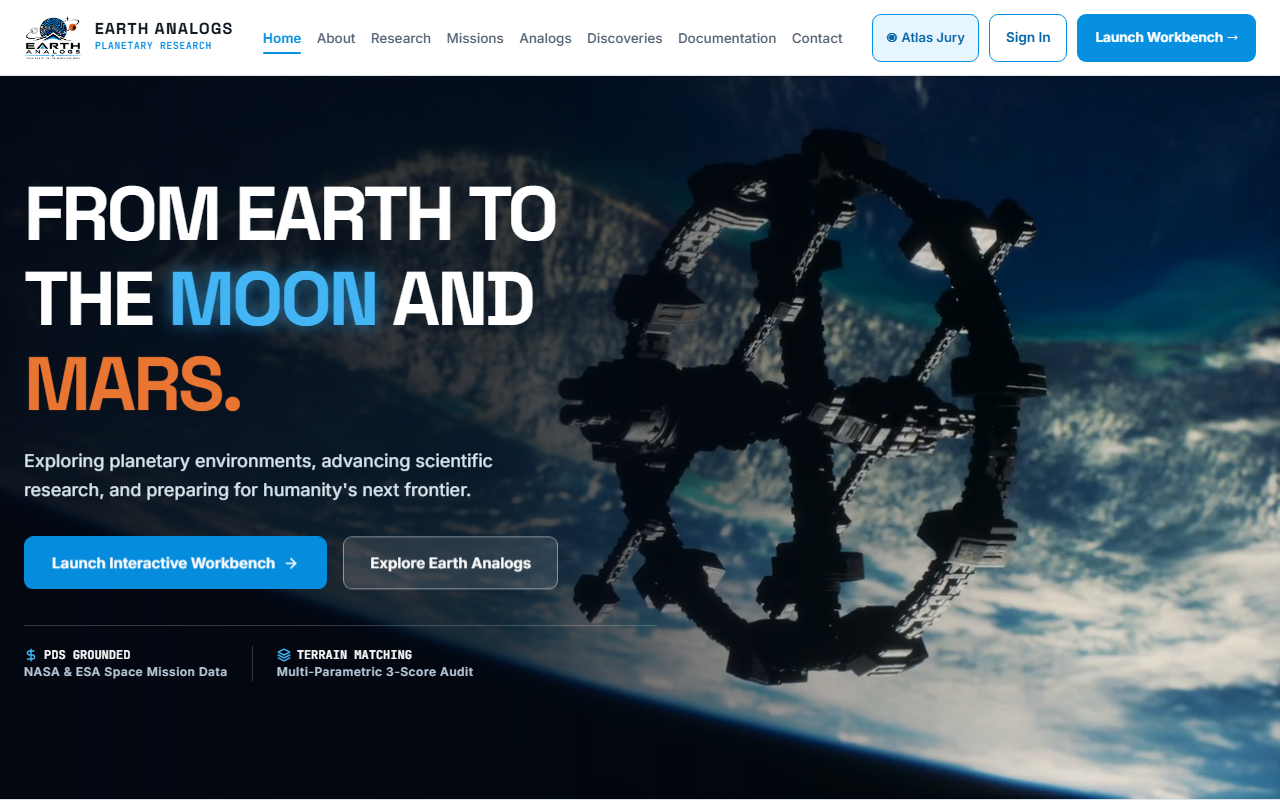 EARTH
ANALOGS
EARTH ANALOGS
PLANETARY RESEARCH
Home
About
Research
Missions
Analogs
Discoveries
Documentation
Contact
◉ Atlas Jury
Sign In
Launch Workbench →
FROM EARTH TO
THE MOON AND
MARS.
Exploring planetary environments, advancing scientific
research, and preparing for humanity's next frontier.
Launch Interactive Workbench →
Explore Earth Analogs
PDS GROUNDED
NASA & ESA Space Mission Data
TERRAIN MATCHING
Multi-Parametric 3-Score Audit